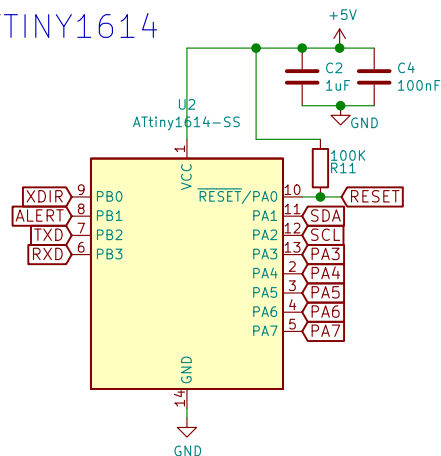 TTINY1614
+5V
C2
1uF
C4
100nF
GND
U2
ATtiny1614-SS
1
VCC
100K
R11
XDIR 9 PB0
RESET/PA0 10 RESET
ALERT 8 PB1
PA1 11 SDA
TXD 7 PB2
PA2 12 SCL
RXD 6 PB3
PA3 13 PA3
PA4 2 PA4
PA5 3 PA5
PA6 4 PA6
PA7 5 PA7
GND
14
GND